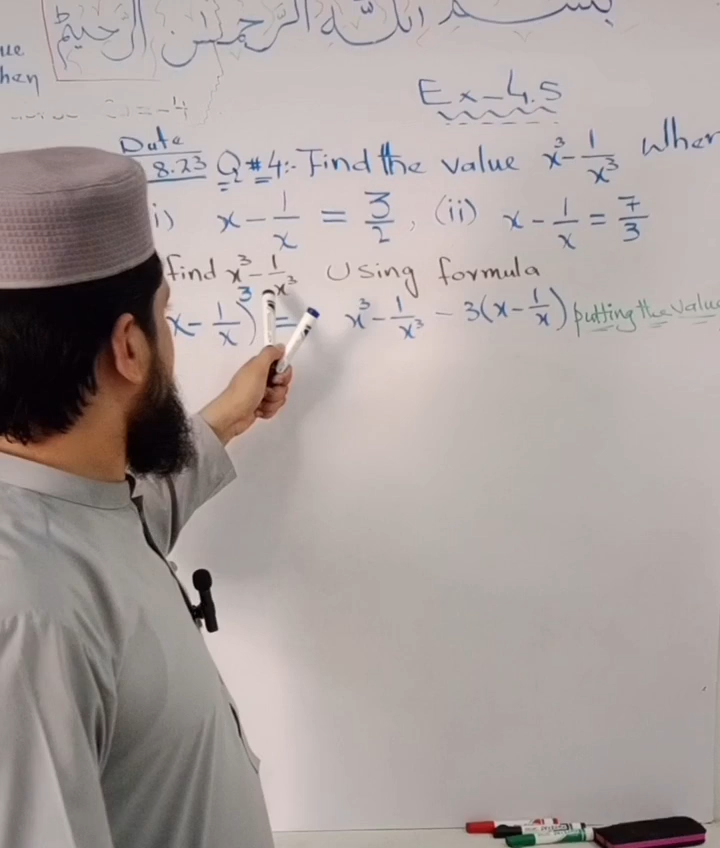 بسم الله الرحمن الرحيم
ue
hen
Ex-4.5
Date
8.23 Q#4:- Find the value x³ - 1/x³ When
i) x - 1/x = 3/2, (ii) x - 1/x = 7/3
find x³ - 1/x³ Using formula
x - 1/x)³ = x³ - 1/x³ - 3(x - 1/x) putting the value